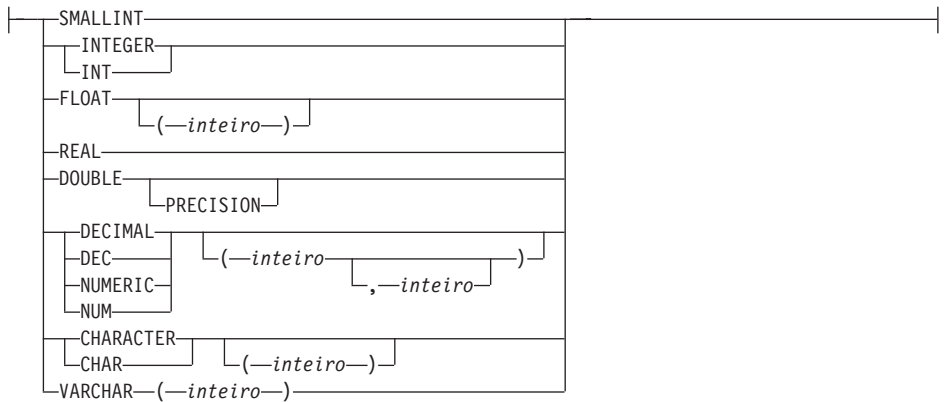 SMALLINT
INTEGER
INT
FLOAT
( inteiro )
REAL
DOUBLE
PRECISION
DECIMAL
DEC ( inteiro )
NUMERIC , inteiro
NUM
CHARACTER
CHAR ( inteiro )
VARCHAR ( inteiro )